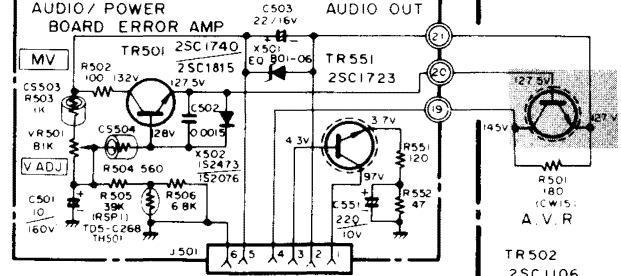 AUDIO/ POWER
BOARD ERROR AMP
C503
22/16V
AUDIO OUT
MV
TR501
2SC1740
2SC1815
X501
EQ B01-06
TR551
2SC1723
21
20
19
R502
100
132V
127.5V
127.5V
CS503
R503
1K
C502
0.0015
CS504
128V
4.3V
3.7V
145V
127V
VR501
81K
X502
1S2473
1S2076
R551
120
V ADJ
R504 560
97V
R501
180
(CW15)
A.V.R
C501
10
160V
R505
39K
(RSP1)
R506
6.8K
TD5-C268
TH501
C551
220
10V
R552
47
J501
6 5 4 3 2 1
TR502
2SC1106